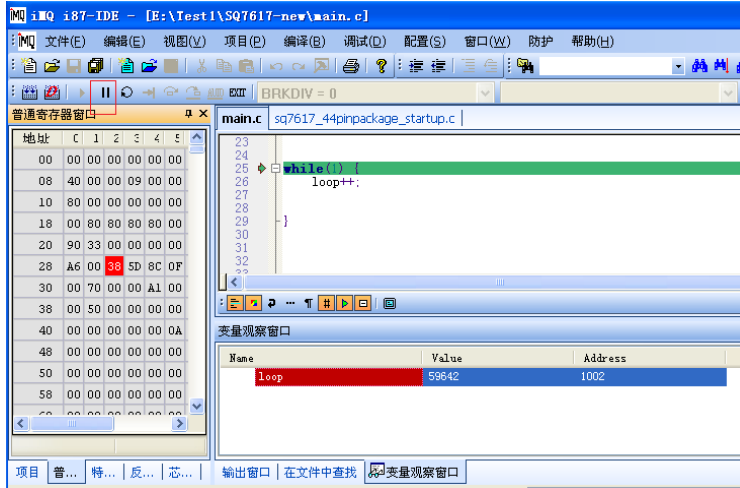 iMQ i87-IDE - [E:\Test1\SQ7617-new\main.c]
文件(F) 编辑(E) 视图(V) 项目(P) 编译(B) 调试(D) 配置(S) 窗口(W) 防护 帮助(H)
EXIT BRKDIV = 0
普通寄存器窗口
main.c sq7617_44pinpackage_startup.c
地址 0 1 2 3 4 5
00 00 00 00 00 00 00
08 40 00 00 09 00 00
10 80 00 00 00 00 00
18 00 80 80 80 80 00
20 90 33 00 00 00 00
28 A6 00 38 5D 8C 0F
30 00 70 00 00 A1 00
38 00 50 00 00 00 00
40 00 00 00 00 00 0A
48 00 00 00 00 00 00
50 00 00 00 00 00 00
58 00 00 00 00 00 00
23
24
25 while(1) {
26 loop++;
27
28
29 }
30
31
32
变量观察窗口
Name Value Address
loop 59642 1002
项目 普... 特... 反... 芯...
输出窗口 在文件中查找 变量观察窗口